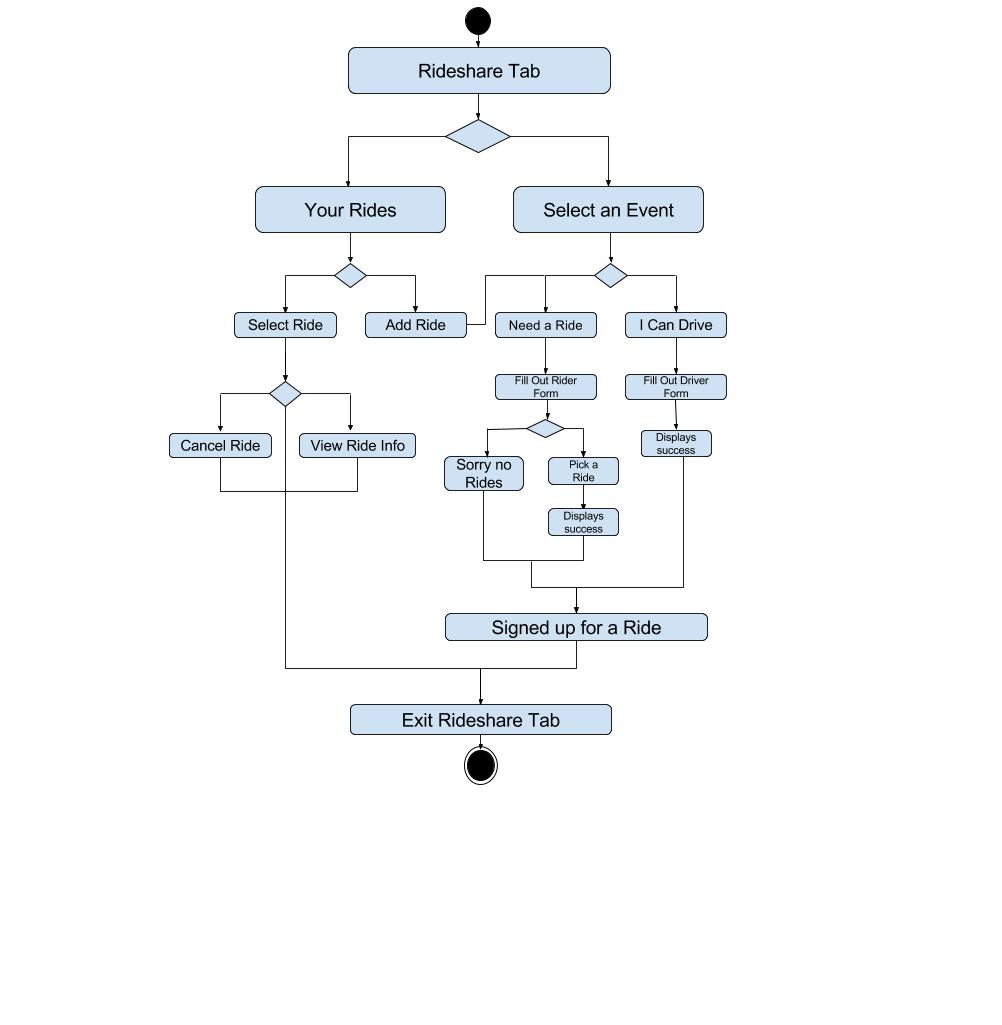 Rideshare Tab
Your Rides
Select an Event
Select Ride
Add Ride
Need a Ride
I Can Drive
Fill Out Rider
Form
Fill Out Driver
Form
Cancel Ride
View Ride Info
Sorry no
Rides
Pick a
Ride
Displays
success
Displays
success
Signed up for a Ride
Exit Rideshare Tab